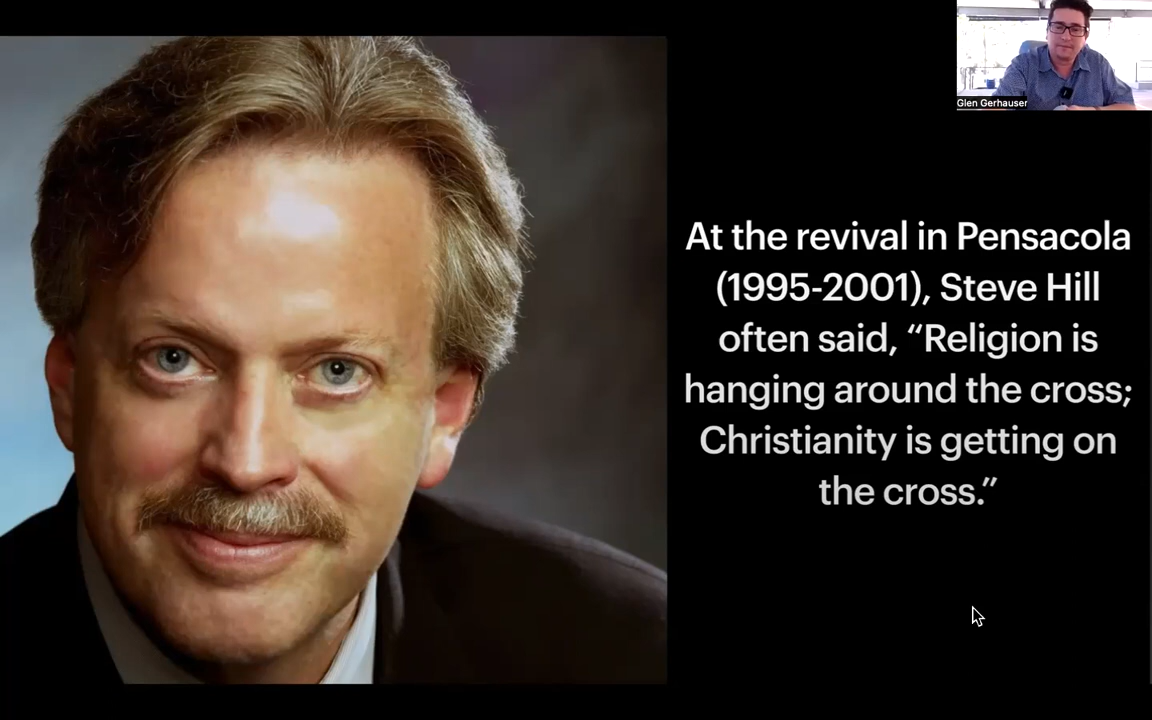 Glen Gerhauser
At the revival in Pensacola
(1995-2001), Steve Hill
often said, “Religion is
hanging around the cross;
Christianity is getting on
the cross.”